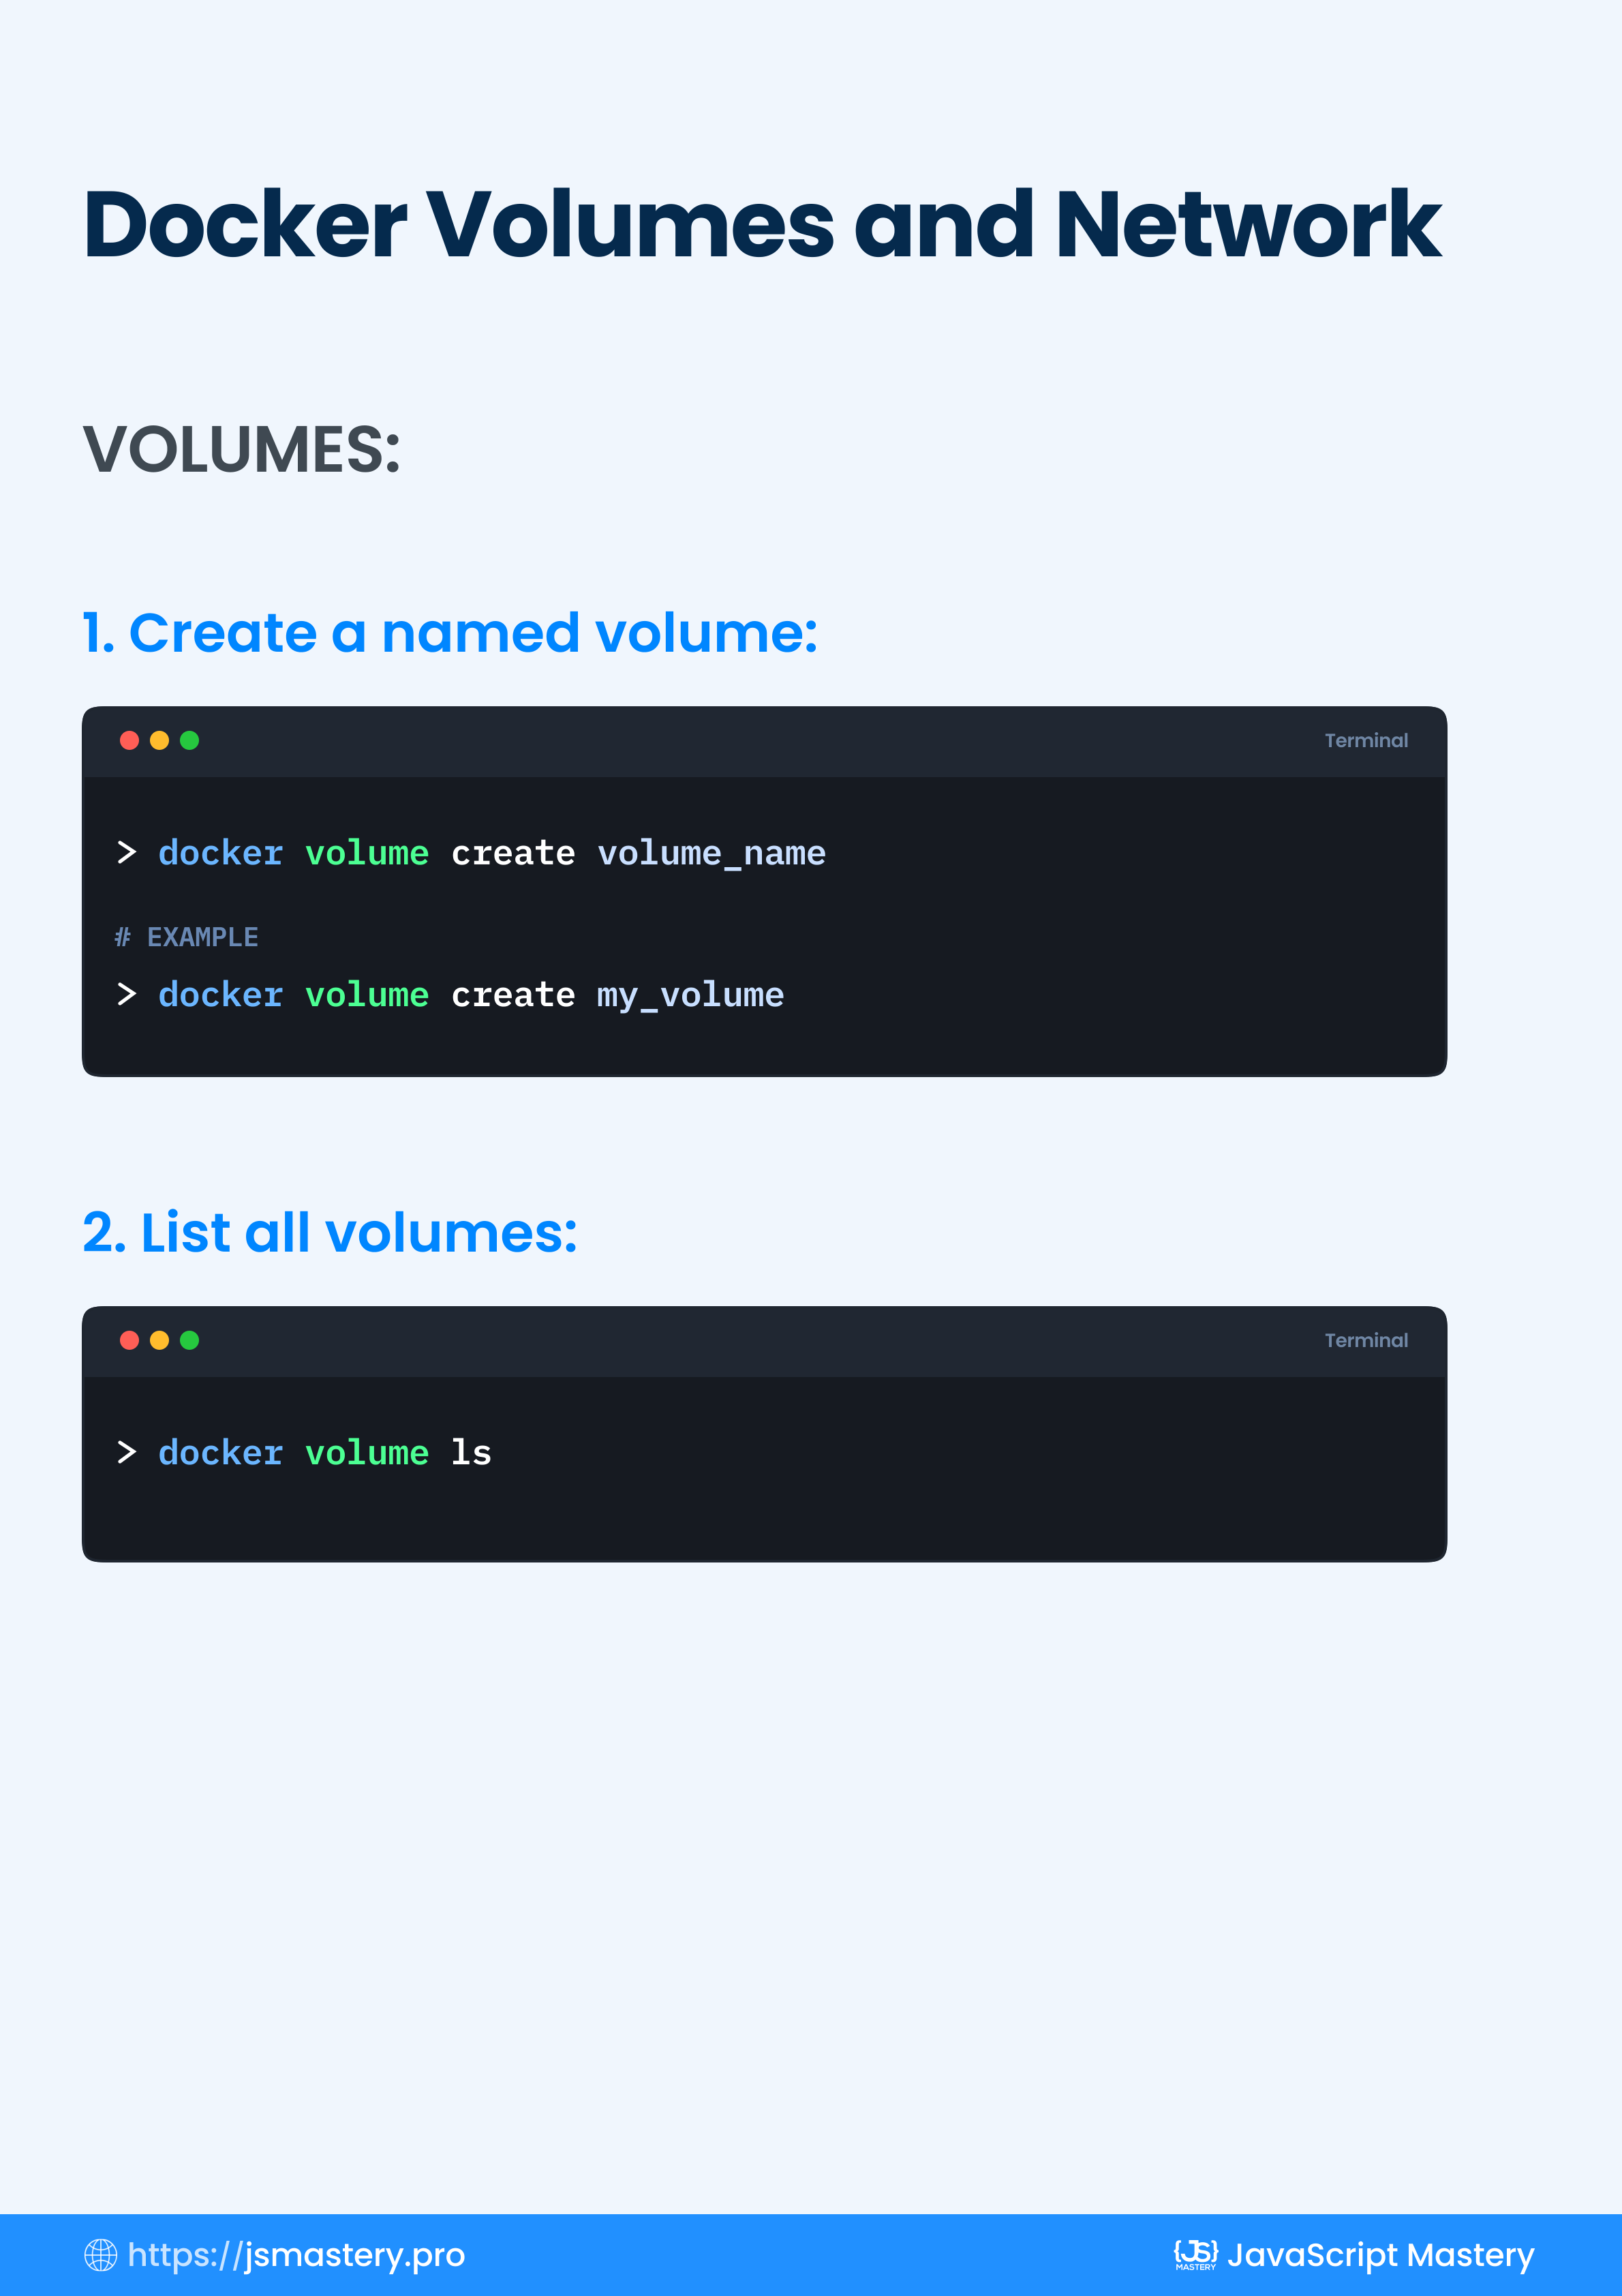 Docker Volumes and Network
VOLUMES:
1. Create a named volume:
Terminal
> docker volume create volume_name
# EXAMPLE
> docker volume create my_volume
2. List all volumes:
Terminal
> docker volume ls
https://jsmastery.pro
{JS} MASTERY JavaScript Mastery